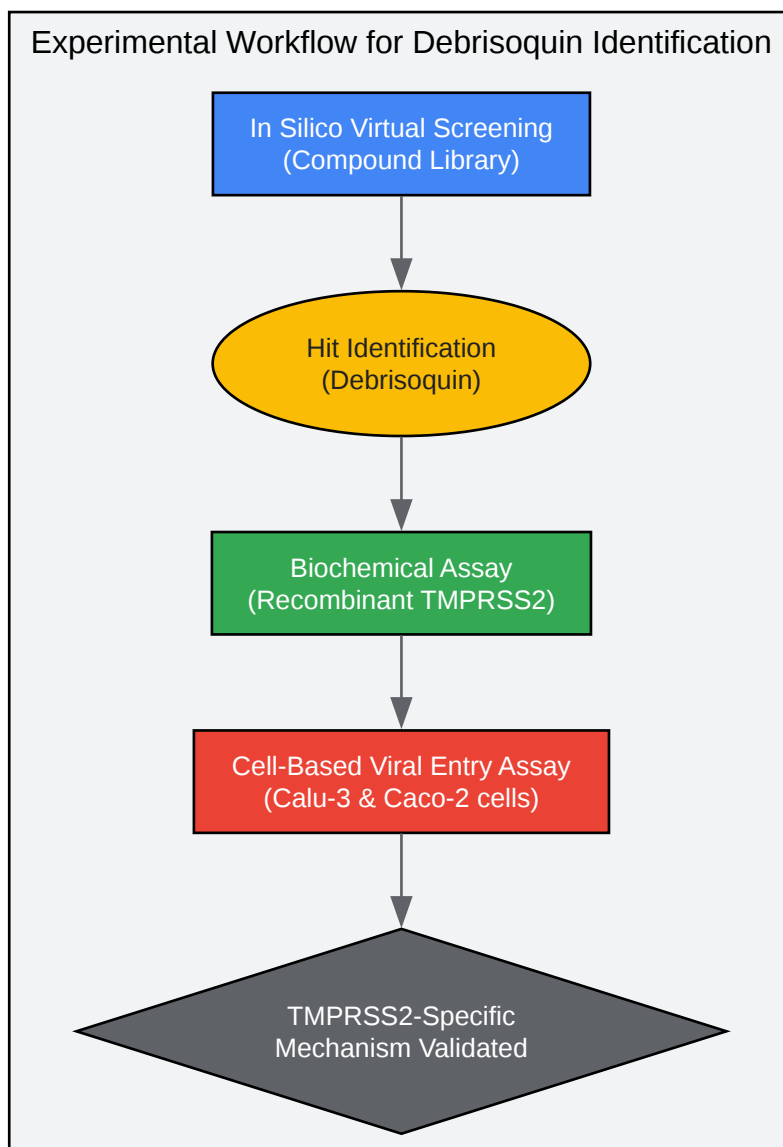 Experimental Workflow for Debrisoquin Identification
In Silico Virtual Screening
(Compound Library)
Hit Identification
(Debrisoquin)
Biochemical Assay
(Recombinant TMPRSS2)
Cell-Based Viral Entry Assay
(Calu-3 & Caco-2 cells)
TMPRSS2-Specific
Mechanism Validated